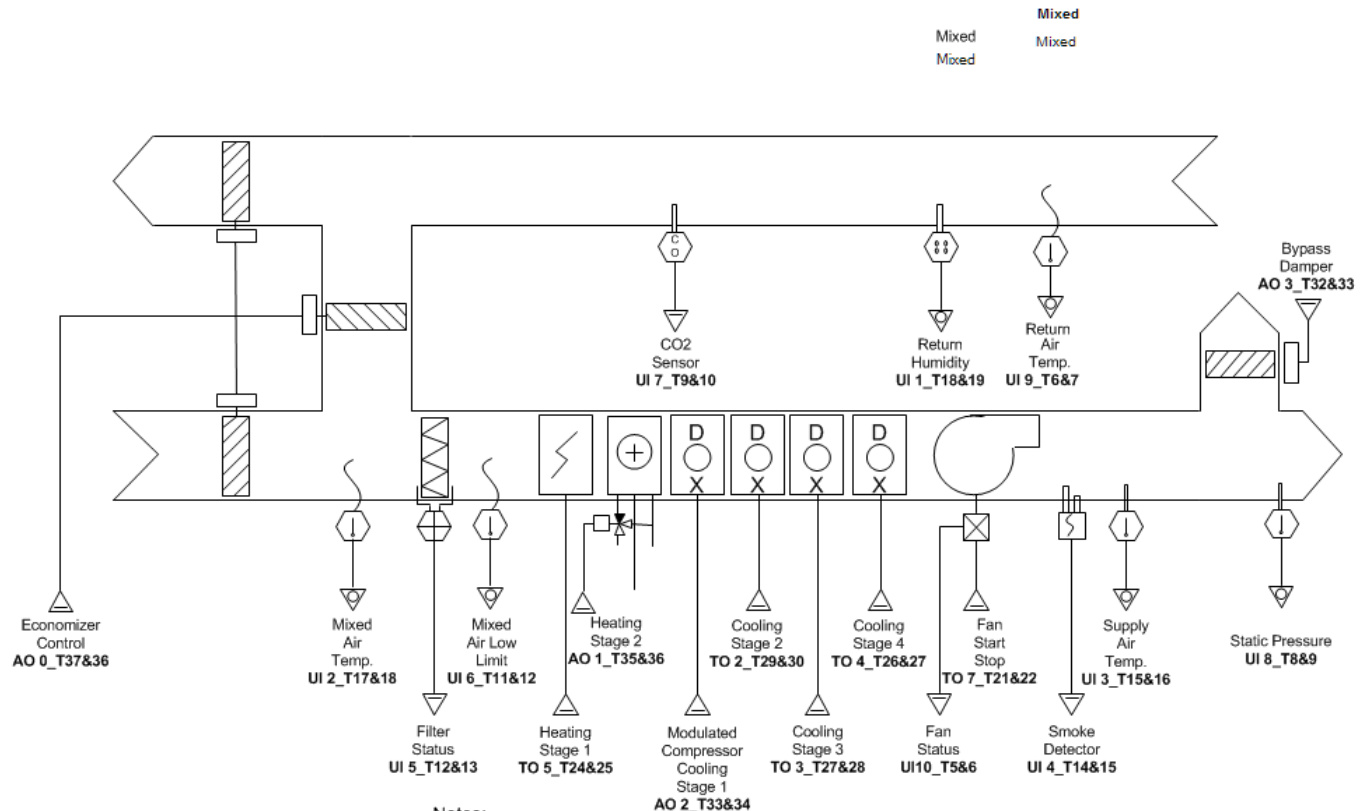 Mixed
Mixed
Mixed
Mixed
C
O
Bypass
Damper
AO 3_T32&33
CO2
Sensor
UI 7_T9&10
Return
Humidity
UI 1_T18&19
Return
Air
Temp.
UI 9_T6&7
D
X
D
X
D
X
D
X
Economizer
Control
AO 0_T37&36
Mixed
Air
Temp.
UI 2_T17&18
Mixed
Air Low
Limit
UI 6_T11&12
Heating
Stage 2
AO 1_T35&36
Cooling
Stage 2
TO 2_T29&30
Cooling
Stage 4
TO 4_T26&27
Fan
Start
Stop
TO 7_T21&22
Supply
Air
Temp.
UI 3_T15&16
Static Pressure
UI 8_T8&9
Filter
Status
UI 5_T12&13
Heating
Stage 1
TO 5_T24&25
Modulated
Compressor
Cooling
Stage 1
AO 2_T33&34
Cooling
Stage 3
TO 3_T27&28
Fan
Status
UI10_T5&6
Smoke
Detector
UI 4_T14&15
Notes: